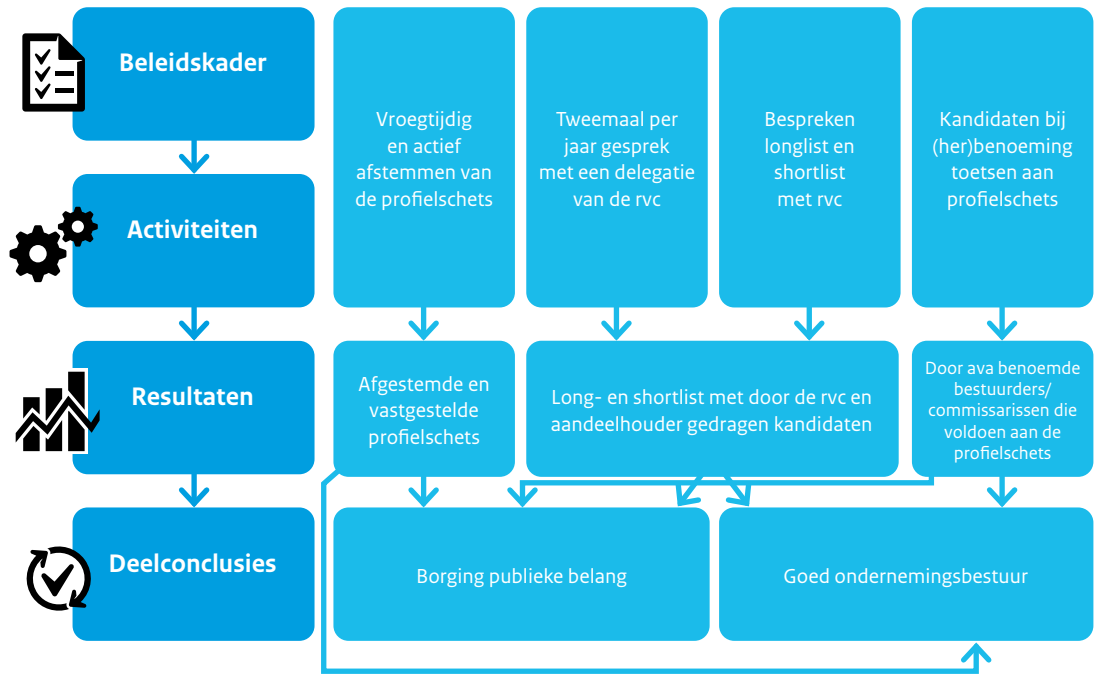 Beleidskader
Activiteiten
Vroegtijdig
en actief
afstemmen van
de profielschets
Tweemaal per
jaar gesprek
met een delegatie
van de rvc
Bespreken
longlist en
shortlist
met rvc
Kandidaten bij
(her)benoeming
toetsen aan
profielschets
Resultaten
Afgestemde en
vastgestelde
profielschets
Long- en shortlist met door de rvc en
aandeelhouder gedragen kandidaten
Door ava benoemde
bestuurders/
commissarissen die
voldoen aan de
profielschets
Deelconclusies
Borging publieke belang
Goed ondernemingsbestuur